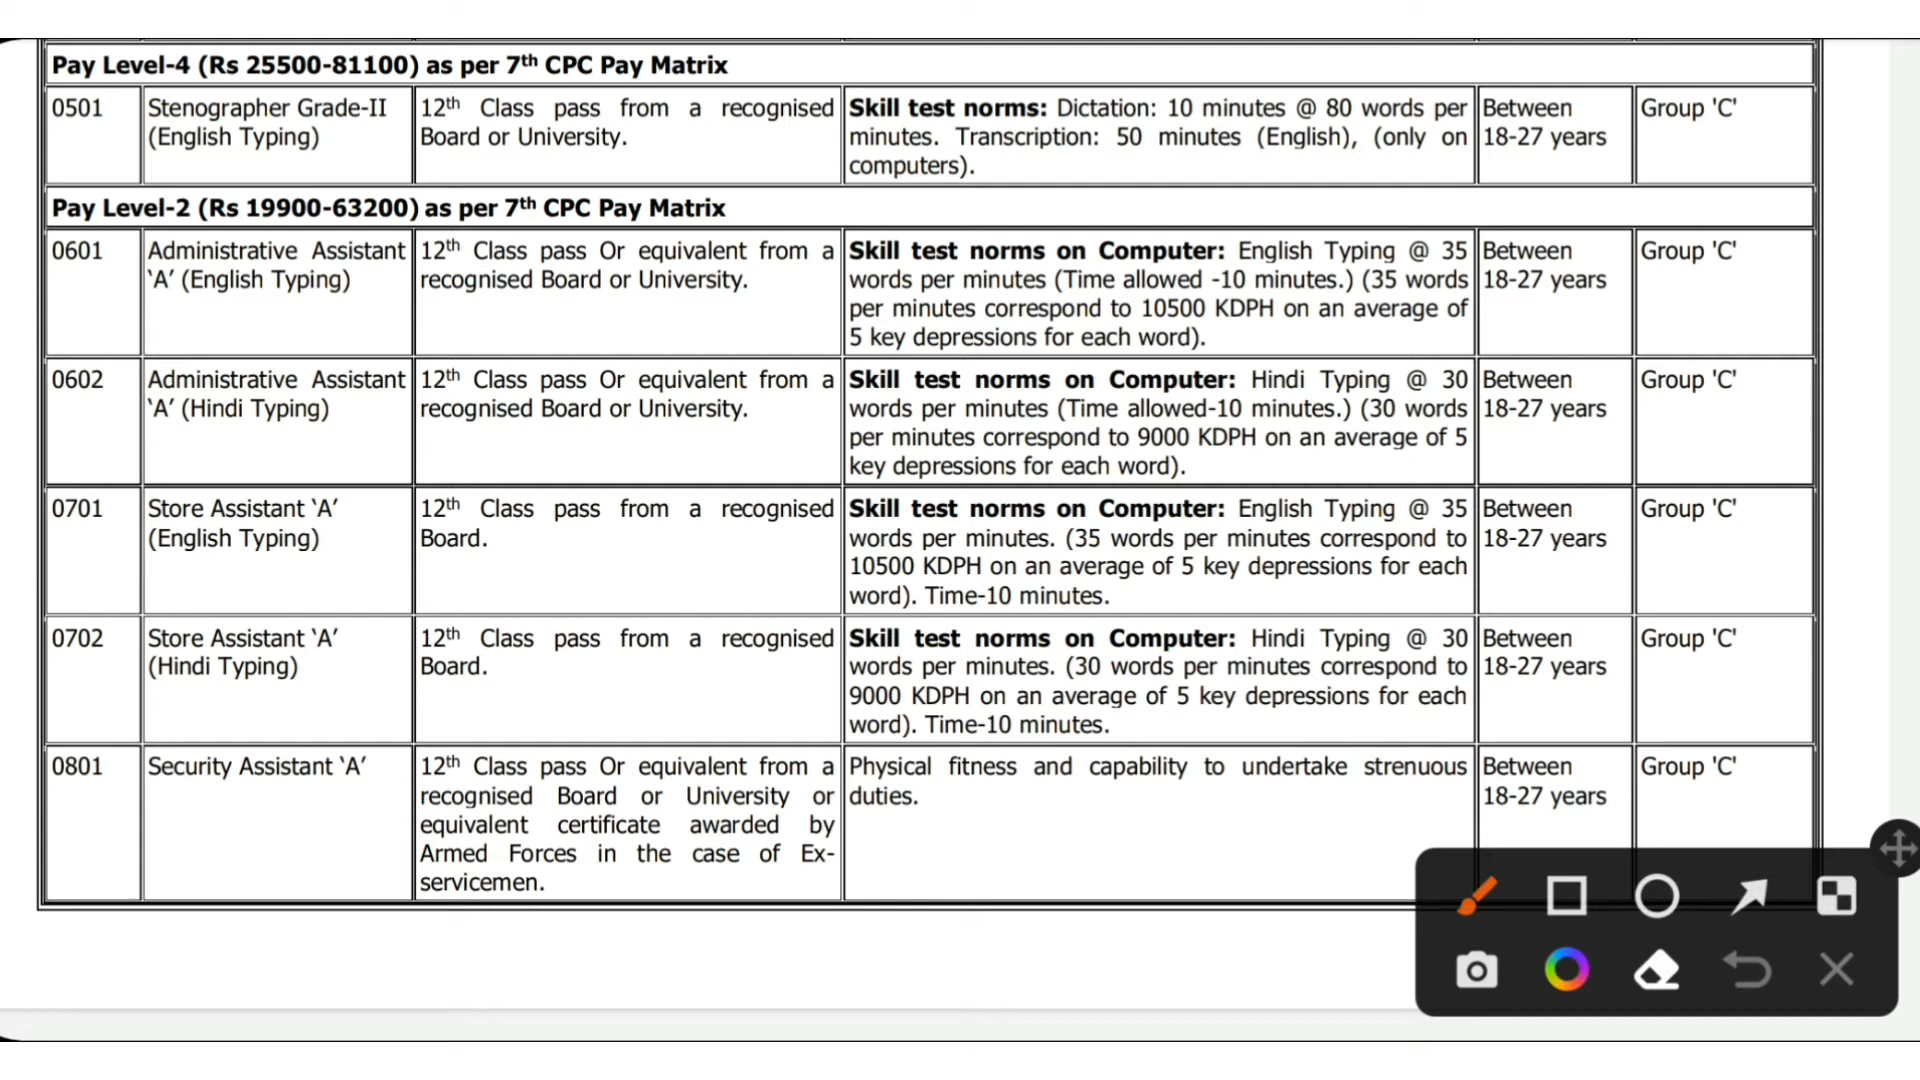 Pay Level-4 (Rs 25500-81100) as per 7th CPC Pay Matrix
0501
Stenographer Grade-II
(English Typing)
12th Class pass from a recognised
Board or University.
Skill test norms: Dictation: 10 minutes @ 80 words per
minutes. Transcription: 50 minutes (English), (only on
computers).
Between
18-27 years
Group 'C'
Pay Level-2 (Rs 19900-63200) as per 7th CPC Pay Matrix
0601
Administrative Assistant
‘A’ (English Typing)
12th Class pass Or equivalent from a
recognised Board or University.
Skill test norms on Computer: English Typing @ 35
words per minutes (Time allowed -10 minutes.) (35 words
per minutes correspond to 10500 KDPH on an average of
5 key depressions for each word).
Between
18-27 years
Group 'C'
0602
Administrative Assistant
‘A’ (Hindi Typing)
12th Class pass Or equivalent from a
recognised Board or University.
Skill test norms on Computer: Hindi Typing @ 30
words per minutes (Time allowed-10 minutes.) (30 words
per minutes correspond to 9000 KDPH on an average of 5
key depressions for each word).
Between
18-27 years
Group 'C'
0701
Store Assistant ‘A’
(English Typing)
12th Class pass from a recognised
Board.
Skill test norms on Computer: English Typing @ 35
words per minutes. (35 words per minutes correspond to
10500 KDPH on an average of 5 key depressions for each
word). Time-10 minutes.
Between
18-27 years
Group 'C'
0702
Store Assistant ‘A’
(Hindi Typing)
12th Class pass from a recognised
Board.
Skill test norms on Computer: Hindi Typing @ 30
words per minutes. (30 words per minutes correspond to
9000 KDPH on an average of 5 key depressions for each
word). Time-10 minutes.
Between
18-27 years
Group 'C'
0801
Security Assistant ‘A’
12th Class pass Or equivalent from a
recognised Board or University or
equivalent certificate awarded by
Armed Forces in the case of Ex-
servicemen.
Physical fitness and capability to undertake strenuous
duties.
Between
18-27 years
Group 'C'